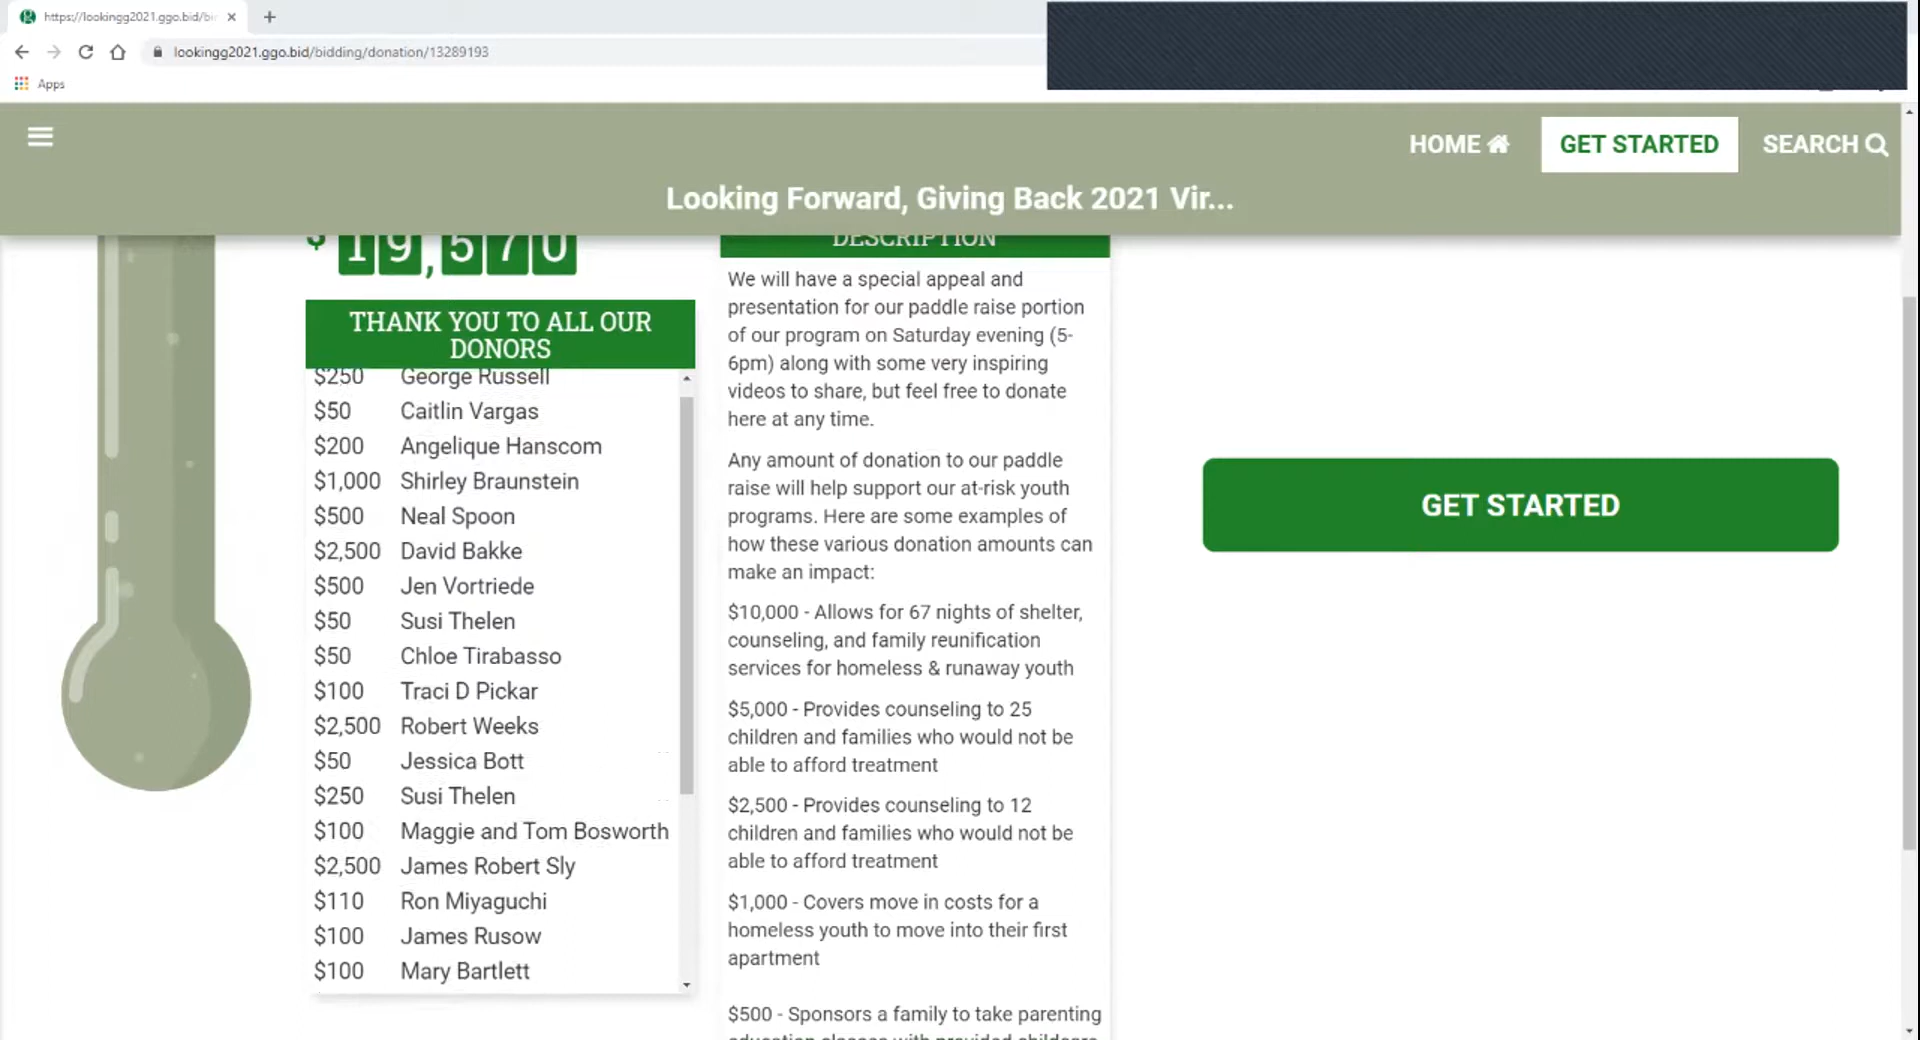 https://lookingg2021.ggo.bid/bi
lookingg2021.ggo.bid/bidding/donation/13289193
Apps
HOME
GET STARTED
SEARCH
Looking Forward, Giving Back 2021 Vir...
$ 19,570
THANK YOU TO ALL OUR
DONORS
$250 George Russell
$50 Caitlin Vargas
$200 Angelique Hanscom
$1,000 Shirley Braunstein
$500 Neal Spoon
$2,500 David Bakke
$500 Jen Vortriede
$50 Susi Thelen
$50 Chloe Tirabasso
$100 Traci D Pickar
$2,500 Robert Weeks
$50 Jessica Bott
$250 Susi Thelen
$100 Maggie and Tom Bosworth
$2,500 James Robert Sly
$110 Ron Miyaguchi
$100 James Rusow
$100 Mary Bartlett
DESCRIPTION
We will have a special appeal and
presentation for our paddle raise portion
of our program on Saturday evening (5-
6pm) along with some very inspiring
videos to share, but feel free to donate
here at any time.
Any amount of donation to our paddle
raise will help support our at-risk youth
programs. Here are some examples of
how these various donation amounts can
make an impact:
$10,000 - Allows for 67 nights of shelter,
counseling, and family reunification
services for homeless & runaway youth
$5,000 - Provides counseling to 25
children and families who would not be
able to afford treatment
$2,500 - Provides counseling to 12
children and families who would not be
able to afford treatment
$1,000 - Covers move in costs for a
homeless youth to move into their first
apartment
$500 - Sponsors a family to take parenting
education classes with provided childcare
GET STARTED